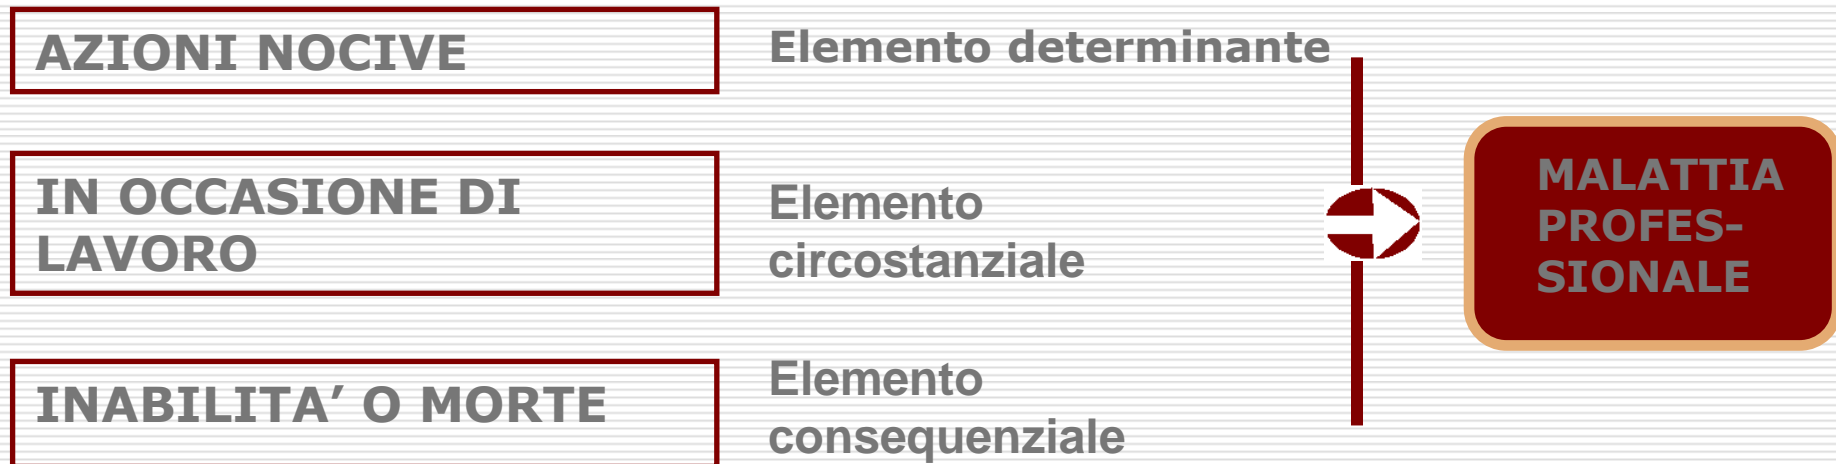 AZIONI NOCIVE
Elemento determinante
IN OCCASIONE DI
LAVORO
Elemento
circostanziale
INABILITA’ O MORTE
Elemento
consequenziale
MALATTIA
PROFES-
SIONALE